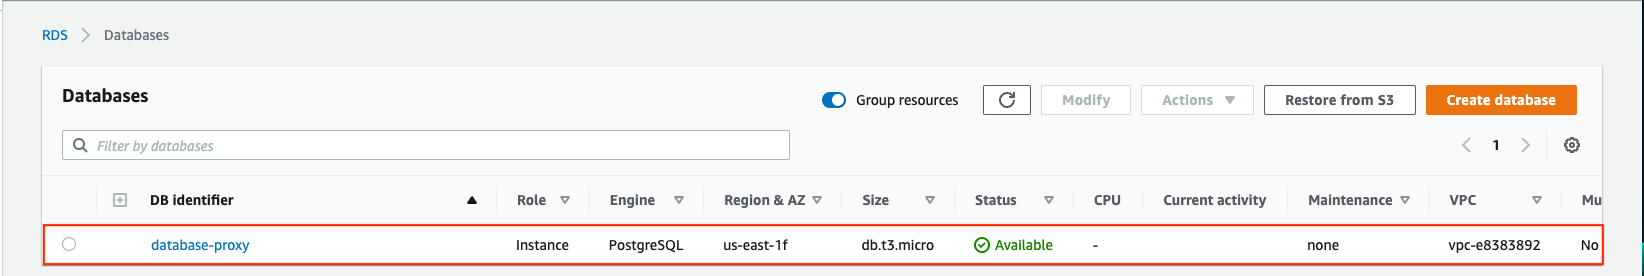 RDS > Databases
Databases
Group resources Modify Actions Restore from S3 Create database
Filter by databases
1
DB identifier Role Engine Region & AZ Size Status CPU Current activity Maintenance VPC Mu
database-proxy Instance PostgreSQL us-east-1f db.t3.micro Available - none vpc-e8383892 No